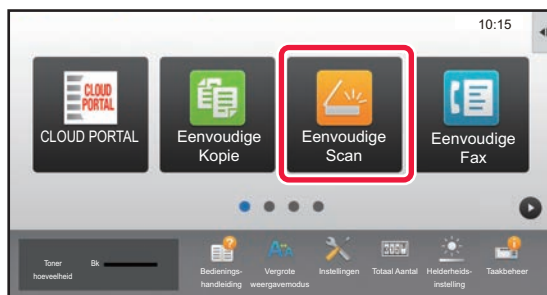 10:15
CLOUD
PORTAL
CLOUD PORTAL
Eenvoudige
Kopie
Eenvoudige
Scan
Eenvoudige
Fax
Toner
hoeveelheid
Bk
Bedienings-
handleiding
Vergrote
weergavemodus
Instellingen
Totaal Aantal
Helderheids-
instelling
Taakbeheer